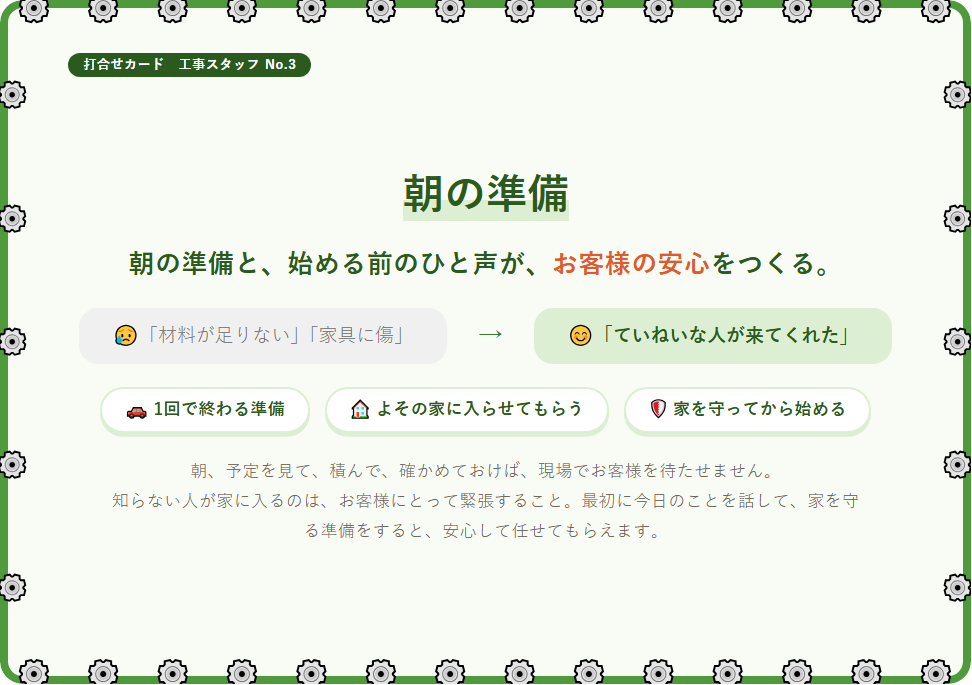 打合せカード　工事スタッフ No.3
朝の準備
朝の準備と、始める前のひと声が、お客様の安心をつくる。
😥「材料が足りない」「家具に傷」 → 😊「ていねいな人が来てくれた」
🚗 1回で終わる準備 🏠 よその家に入らせてもらう 🛡️ 家を守ってから始める
朝、予定を見て、積んで、確かめておけば、現場でお客様を待たせません。
知らない人が家に入るのは、お客様にとって緊張すること。最初に今日のことを話して、家を守
る準備をすると、安心して任せてもらえます。